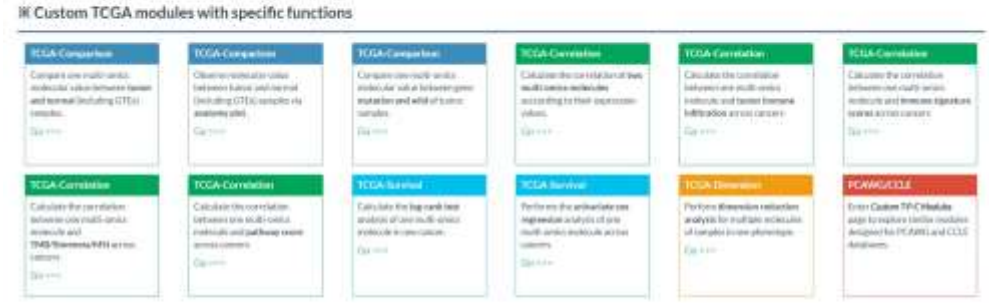 Ж Custom TCGA modules with specific functions
TCGA-Comparison
Compare one multi-omics
molecular value between tumor
and normal (including GTEx)
samples.
Go >>>
TCGA-Comparison
Observe molecular value
between tumor and normal
(including GTEx) samples via
anatomy plot.
Go >>>
TCGA-Comparison
Compare one multi-omics
molecular value between gene
mutation and wild of tumor
samples.
Go >>>
TCGA-Correlation
Calculate the correlation of two
multi-omics molecules
according to their expression
values.
Go >>>
TCGA-Correlation
Calculate the correlation
between one multi-omics
molecule and tumor immune
infiltration across cancers
Go >>>
TCGA-Correlation
Calculate the correlation
between one multi-omics
molecule and immune signature
scores across cancers
Go >>>
TCGA-Correlation
Calculate the correlation
between one multi-omics
molecule and
TMB/Stemness/MSI across
cancers
Go >>>
TCGA-Correlation
Calculate the correlation
between one multi-omics
molecule and pathway score
across cancers
Go >>>
TCGA-Survival
Calculate the log-rank test
analysis of one multi-omics
molecule in one cancer.
Go >>>
TCGA-Survival
Performs the univariate cox
regression analysis of one
multi-omics molecule across
cancers
Go >>>
TCGA-Dimension
Perform dimension reduction
analysis for multiple molecules
of samples in one phenotype.
Go >>>
PCAWG/CCLE
Enter Custom T/P/C Modules
page to explore similar modules
designed for PCAWG and CCLE
databases.